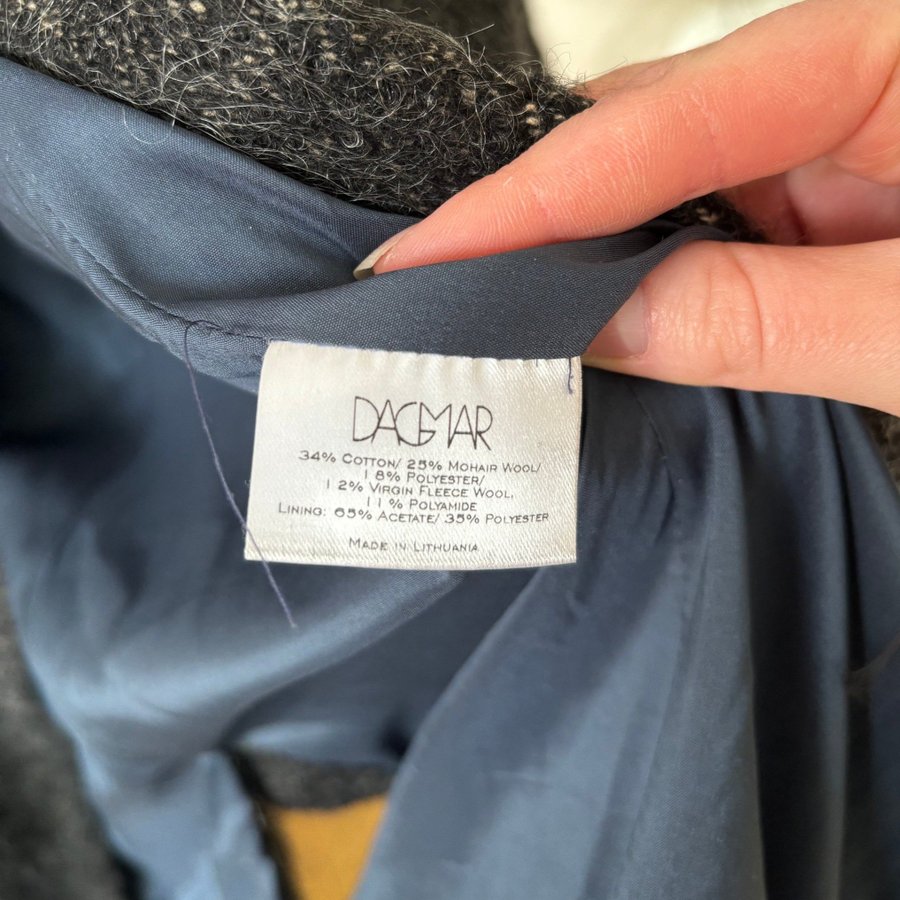 DAGMAR
34% COTTON/ 25% MOHAIR WOOL/
18% POLYESTER/
12% VIRGIN FLEECE WOOL,
11% POLYAMIDE
LINING: 65% ACETATE/ 35% POLYESTER
MADE IN LITHUANIA